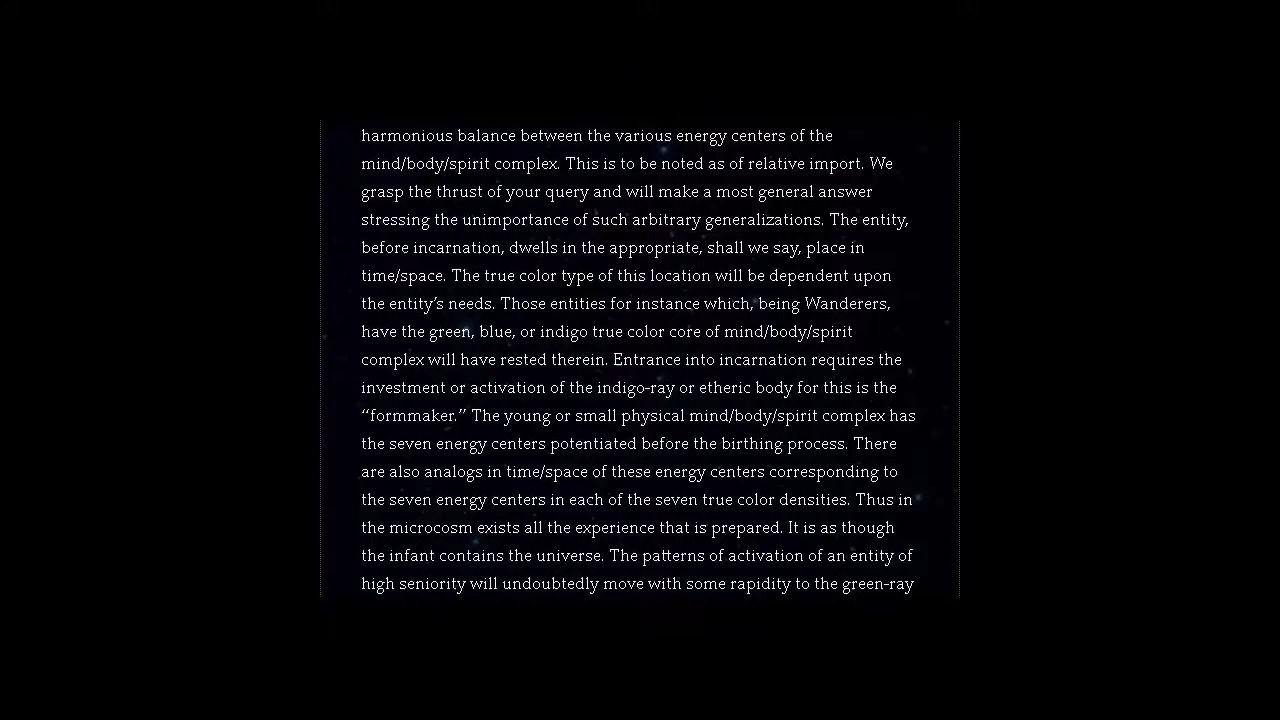 harmonious balance between the various energy centers of the
mind/body/spirit complex. This is to be noted as of relative import. We
grasp the thrust of your query and will make a most general answer
stressing the unimportance of such arbitrary generalizations. The entity,
before incarnation, dwells in the appropriate, shall we say, place in
time/space. The true color type of this location will be dependent upon
the entity’s needs. Those entities for instance which, being Wanderers,
have the green, blue, or indigo true color core of mind/body/spirit
complex will have rested therein. Entrance into incarnation requires the
investment or activation of the indigo-ray or etheric body for this is the
“formmaker.” The young or small physical mind/body/spirit complex has
the seven energy centers potentiated before the birthing process. There
are also analogs in time/space of these energy centers corresponding to
the seven energy centers in each of the seven true color densities. Thus in
the microcosm exists all the experience that is prepared. It is as though
the infant contains the universe. The patterns of activation of an entity of
high seniority will undoubtedly move with some rapidity to the green-ray